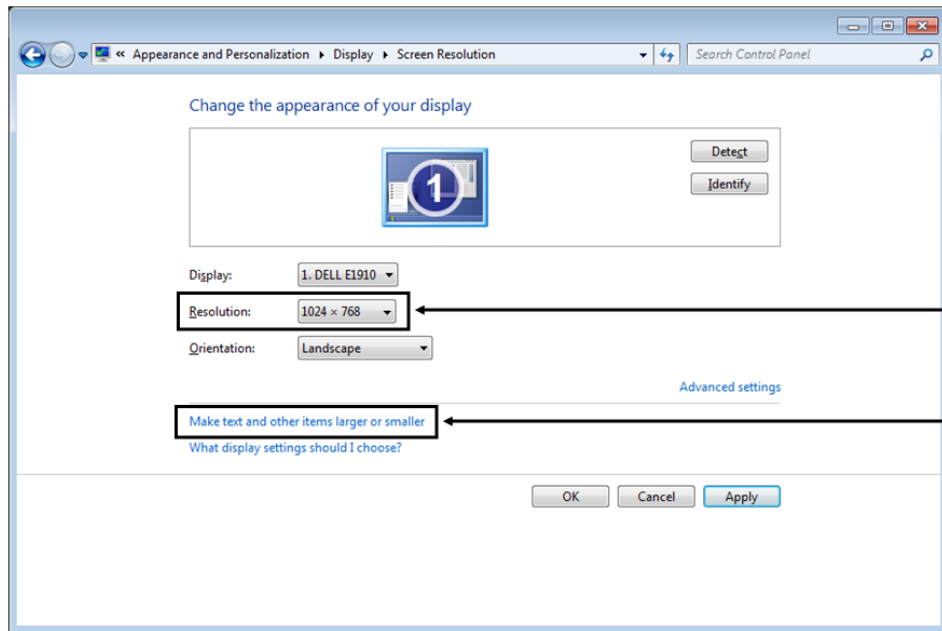 « Appearance and Personalization Display Screen Resolution Search Control Panel
Change the appearance of your display
1
Detect
Identify
Display: 1. DELL E1910
Resolution: 1024 × 768
Orientation: Landscape
Advanced settings
Make text and other items larger or smaller
What display settings should I choose?
OK Cancel Apply